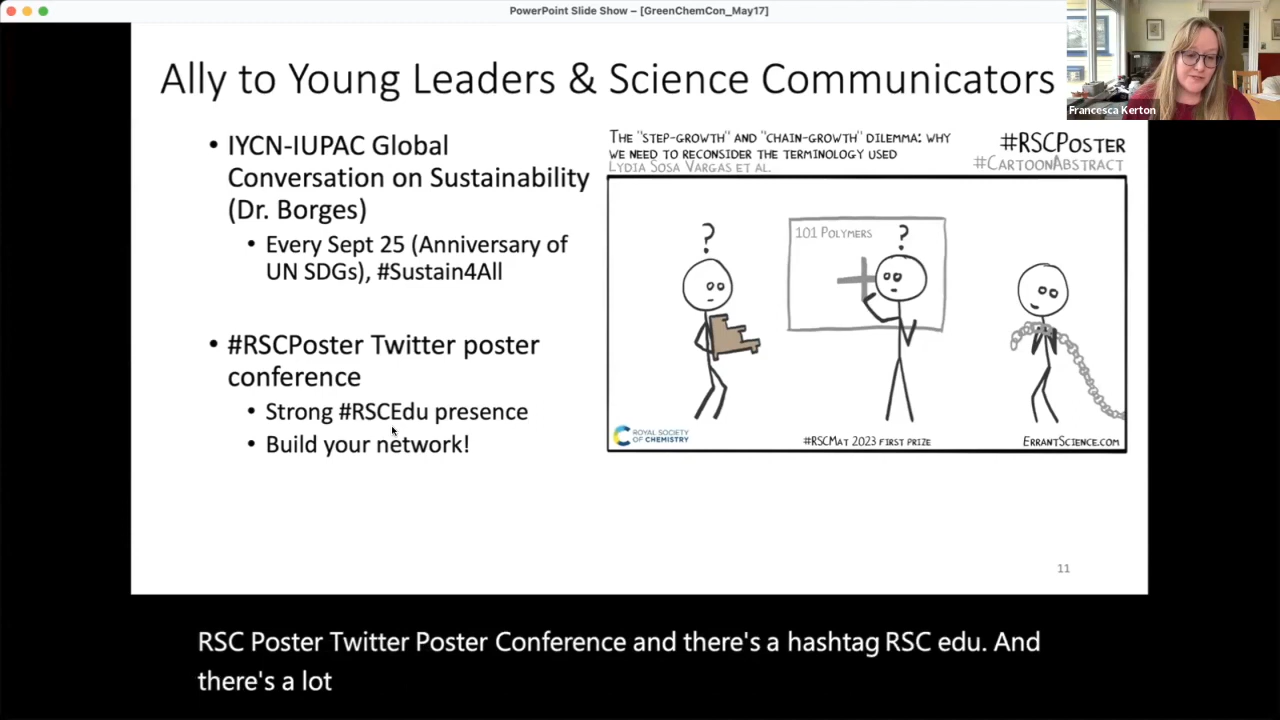 PowerPoint Slide Show – [GreenChemCon_May17]
Ally to Young Leaders & Science Communicators
Francesca Kerton
• IYCN-IUPAC Global
Conversation on Sustainability
(Dr. Borges)
• Every Sept 25 (Anniversary of
UN SDGs), #Sustain4All
• #RSCPoster Twitter poster
conference
• Strong #RSCEdu presence
• Build your network!
The "step-growth" and "chain-growth" dilemma: why
we need to reconsider the terminology used
Lydia Sosa Vargas et al.
#RSCPoster
#CartoonAbstract
?
101 Polymers
?
ROYAL SOCIETY
OF CHEMISTRY
#RSCMat 2023 first prize
ErrantScience.com
11
RSC Poster Twitter Poster Conference and there's a hashtag RSC edu. And
there's a lot